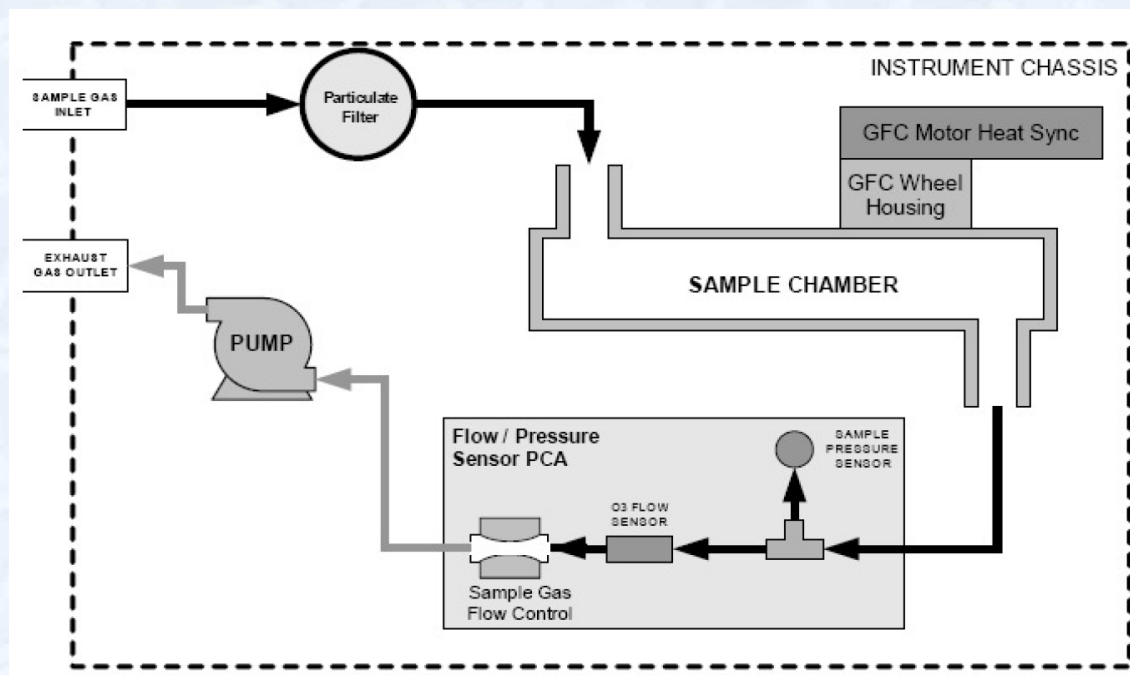 INSTRUMENT CHASSIS
SAMPLE GAS
INLET
Particulate
Filter
GFC Motor Heat Sync
GFC Wheel
Housing
EXHAUST
GAS OUTLET
SAMPLE CHAMBER
PUMP
Flow / Pressure
Sensor PCA
SAMPLE
PRESSURE
SENSOR
O3 FLOW
SENSOR
Sample Gas
Flow Control